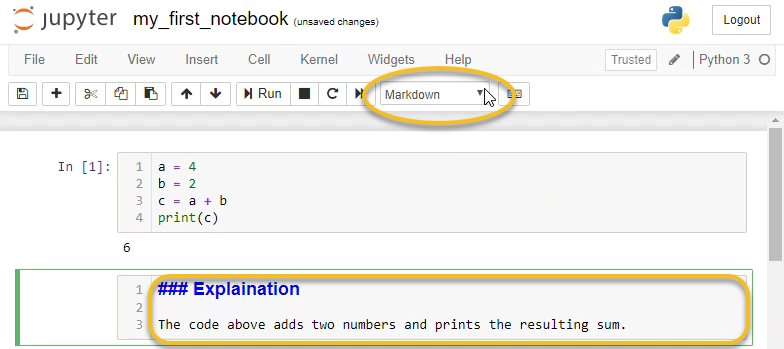 jupyter my_first_notebook (unsaved changes) Logout
File Edit View Insert Cell Kernel Widgets Help Trusted Python 3
Run Markdown
In [1]: 1 a = 4
2 b = 2
3 c = a + b
4 print(c)
6
1 ### Explaination
2
3 The code above adds two numbers and prints the resulting sum.